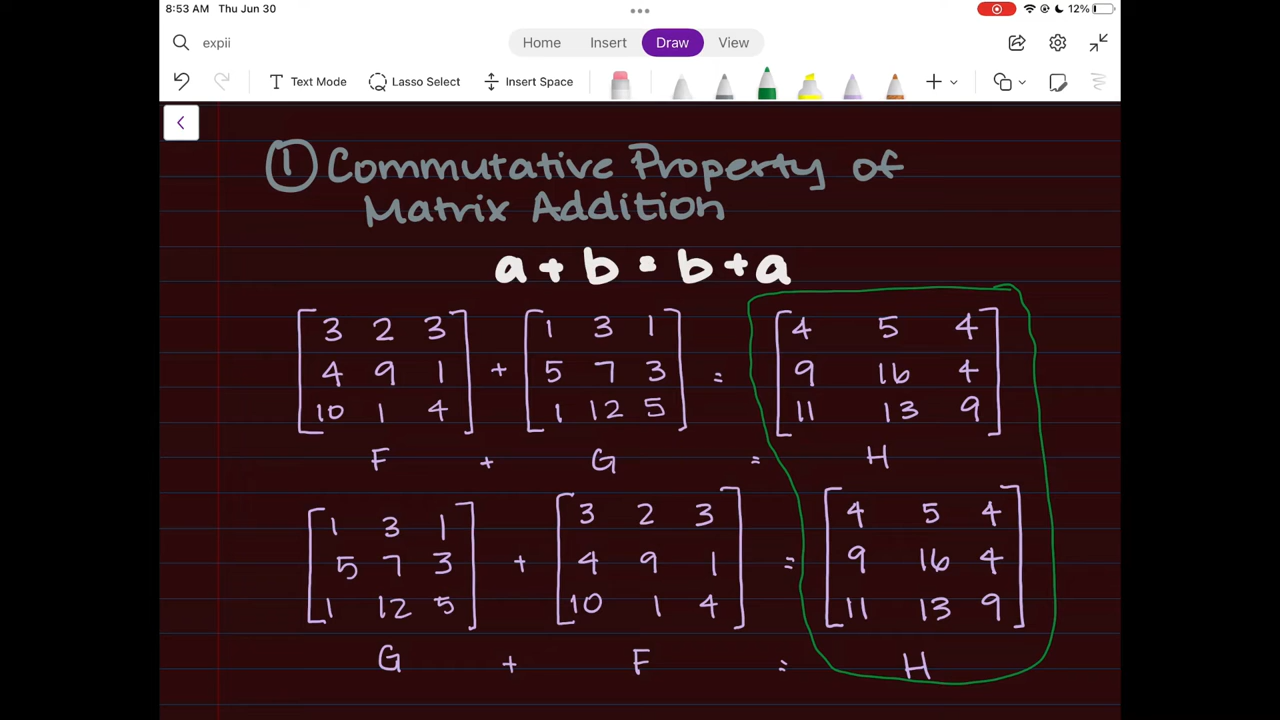 8:53 AM Thu Jun 30 12%
expii Home Insert Draw View
Text Mode Lasso Select Insert Space
1 Commutative Property of
Matrix Addition
a + b = b + a
3 2 3 1 3 1 4 5 4
4 9 1 + 5 7 3 = 9 16 4
10 1 4 1 12 5 11 13 9
F + G = H
1 3 1 3 2 3 4 5 4
5 7 3 + 4 9 1 = 9 16 4
1 12 5 10 1 4 11 13 9
G + F = H